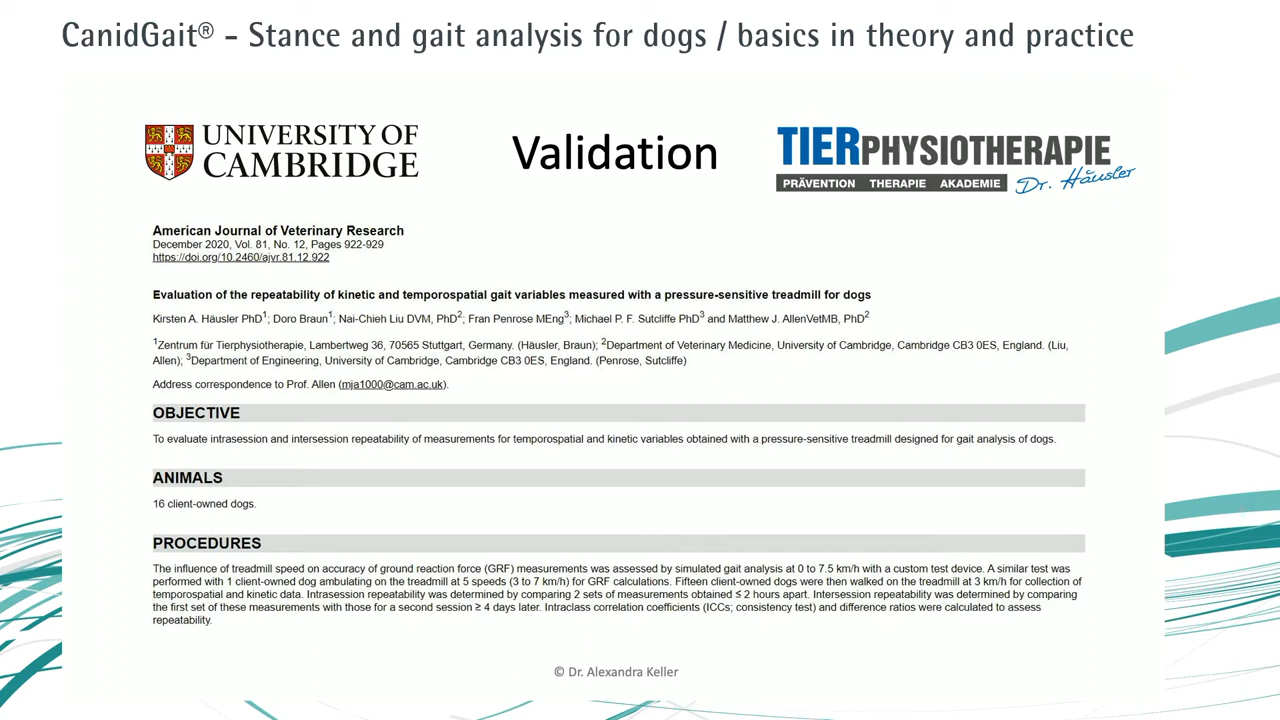 CanidGait® - Stance and gait analysis for dogs / basics in theory and practice
UNIVERSITY OF
CAMBRIDGE
Validation
TIERPHYSIOTHERAPIE
PRÄVENTION THERAPIE AKADEMIE
Dr. Häusler
American Journal of Veterinary Research
December 2020, Vol. 81, No. 12, Pages 922-929
https://doi.org/10.2460/ajvr.81.12.922
Evaluation of the repeatability of kinetic and temporospatial gait variables measured with a pressure-sensitive treadmill for dogs
Kirsten A. Häusler PhD1; Doro Braun1; Nai-Chieh Liu DVM, PhD2; Fran Penrose MEng3; Michael P. F. Sutcliffe PhD3 and Matthew J. AllenVetMB, PhD2
1Zentrum für Tierphysiotherapie, Lambertweg 36, 70565 Stuttgart, Germany. (Häusler, Braun); 2Department of Veterinary Medicine, University of Cambridge, Cambridge CB3 0ES, England. (Liu,
Allen); 3Department of Engineering, University of Cambridge, Cambridge CB3 0ES, England. (Penrose, Sutcliffe)
Address correspondence to Prof. Allen (mja1000@cam.ac.uk).
OBJECTIVE
To evaluate intrasession and intersession repeatability of measurements for temporospatial and kinetic variables obtained with a pressure-sensitive treadmill designed for gait analysis of dogs.
ANIMALS
16 client-owned dogs.
PROCEDURES
The influence of treadmill speed on accuracy of ground reaction force (GRF) measurements was assessed by simulated gait analysis at 0 to 7.5 km/h with a custom test device. A similar test was
performed with 1 client-owned dog ambulating on the treadmill at 5 speeds (3 to 7 km/h) for GRF calculations. Fifteen client-owned dogs were then walked on the treadmill at 3 km/h for collection of
temporospatial and kinetic data. Intrasession repeatability was determined by comparing 2 sets of measurements obtained ≤ 2 hours apart. Intersession repeatability was determined by comparing
the first set of these measurements with those for a second session ≥ 4 days later. Intraclass correlation coefficients (ICCs; consistency test) and difference ratios were calculated to assess
repeatability.
© Dr. Alexandra Keller